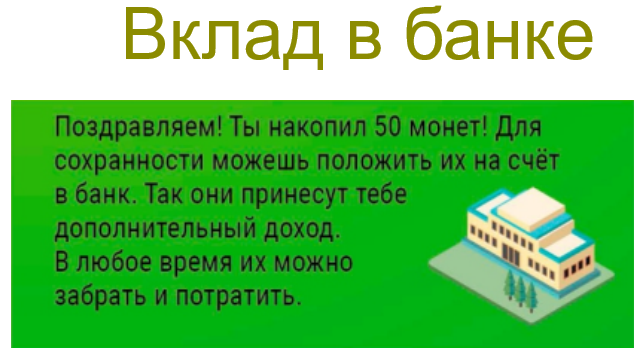 Вклад в банке
Поздравляем! Ты накопил 50 монет! Для
сохранности можешь положить их на счёт
в банк. Так они принесут тебе
дополнительный доход.
В любое время их можно
забрать и потратить.